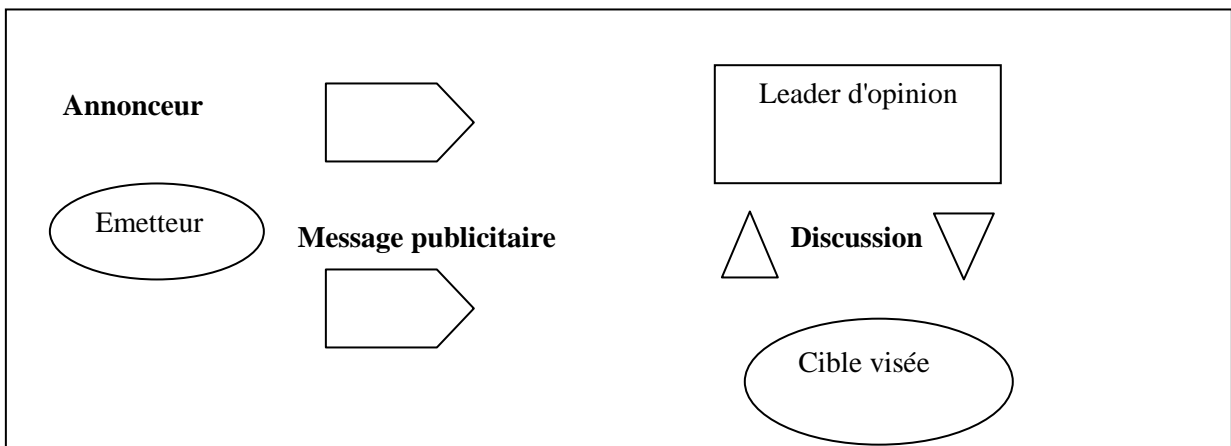 Annonceur
Leader d'opinion
Emetteur
Message publicitaire
Discussion
Cible visée